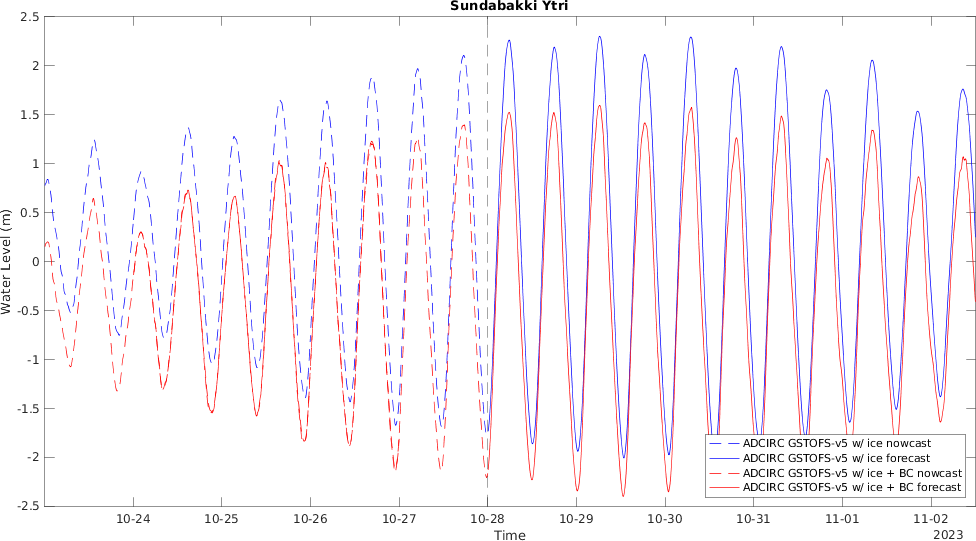 Sundabakki Ytri
2.5
2
1.5
1
0.5
0
-0.5
-1
-1.5
-2
-2.5
Water Level (m)
ADCIRC GSTOFS-v5 w/ ice nowcast
ADCIRC GSTOFS-v5 w/ ice forecast
ADCIRC GSTOFS-v5 w/ ice + BC nowcast
ADCIRC GSTOFS-v5 w/ ice + BC forecast
10-24 10-25 10-26 10-27 10-28 10-29 10-30 10-31 11-01 11-02
Time 2023